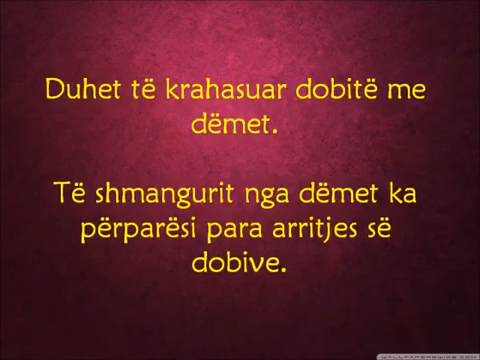 Duhet të krahasuar dobitë me
dëmet.
Të shmangurit nga dëmet ka
përparësi para arritjes së
dobive.